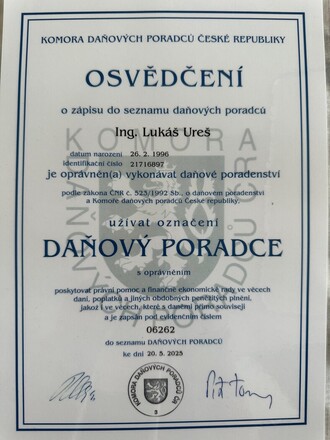 KOMORA DAŇOVÝCH PORADCŮ ČESKÉ REPUBLIKY
OSVĚDČENÍ
o zápisu do seznamu daňových poradců
Ing. Lukáš Ureš
datum narození 26. 2. 1996
identifikační číslo 21716897
je oprávněn(a) vykonávat daňové poradenství
podle zákona ČNR č. 523/1992 Sb., o daňovém poradenství
a Komoře daňových poradců České republiky,
užívat označení
DAŇOVÝ PORADCE
s oprávněním
poskytovat právní pomoc a finančně ekonomické rady ve věcech
daní, poplatků a jiných obdobných peněžitých plnění,
jakož i ve věcech, které s daněmi přímo souvisejí
a je zapsán pod evidenčním číslem
06262
do seznamu DAŇOVÝCH PORADCŮ
ke dni 20. 5. 2025
KOMORA DAŇOVÝCH PORADCŮ ČR